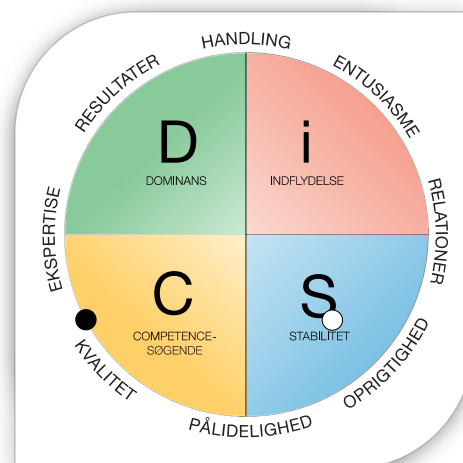 HANDLING
RESULTATER
ENTUSIASME
D
DOMINANS
i
INDFLYDELSE
EKSPERTISE
RELATIONER
C
COMPETENCE-
SØGENDE
S
STABILITET
KVALITET
OPRIGTIGHED
PÅLIDELIGHED